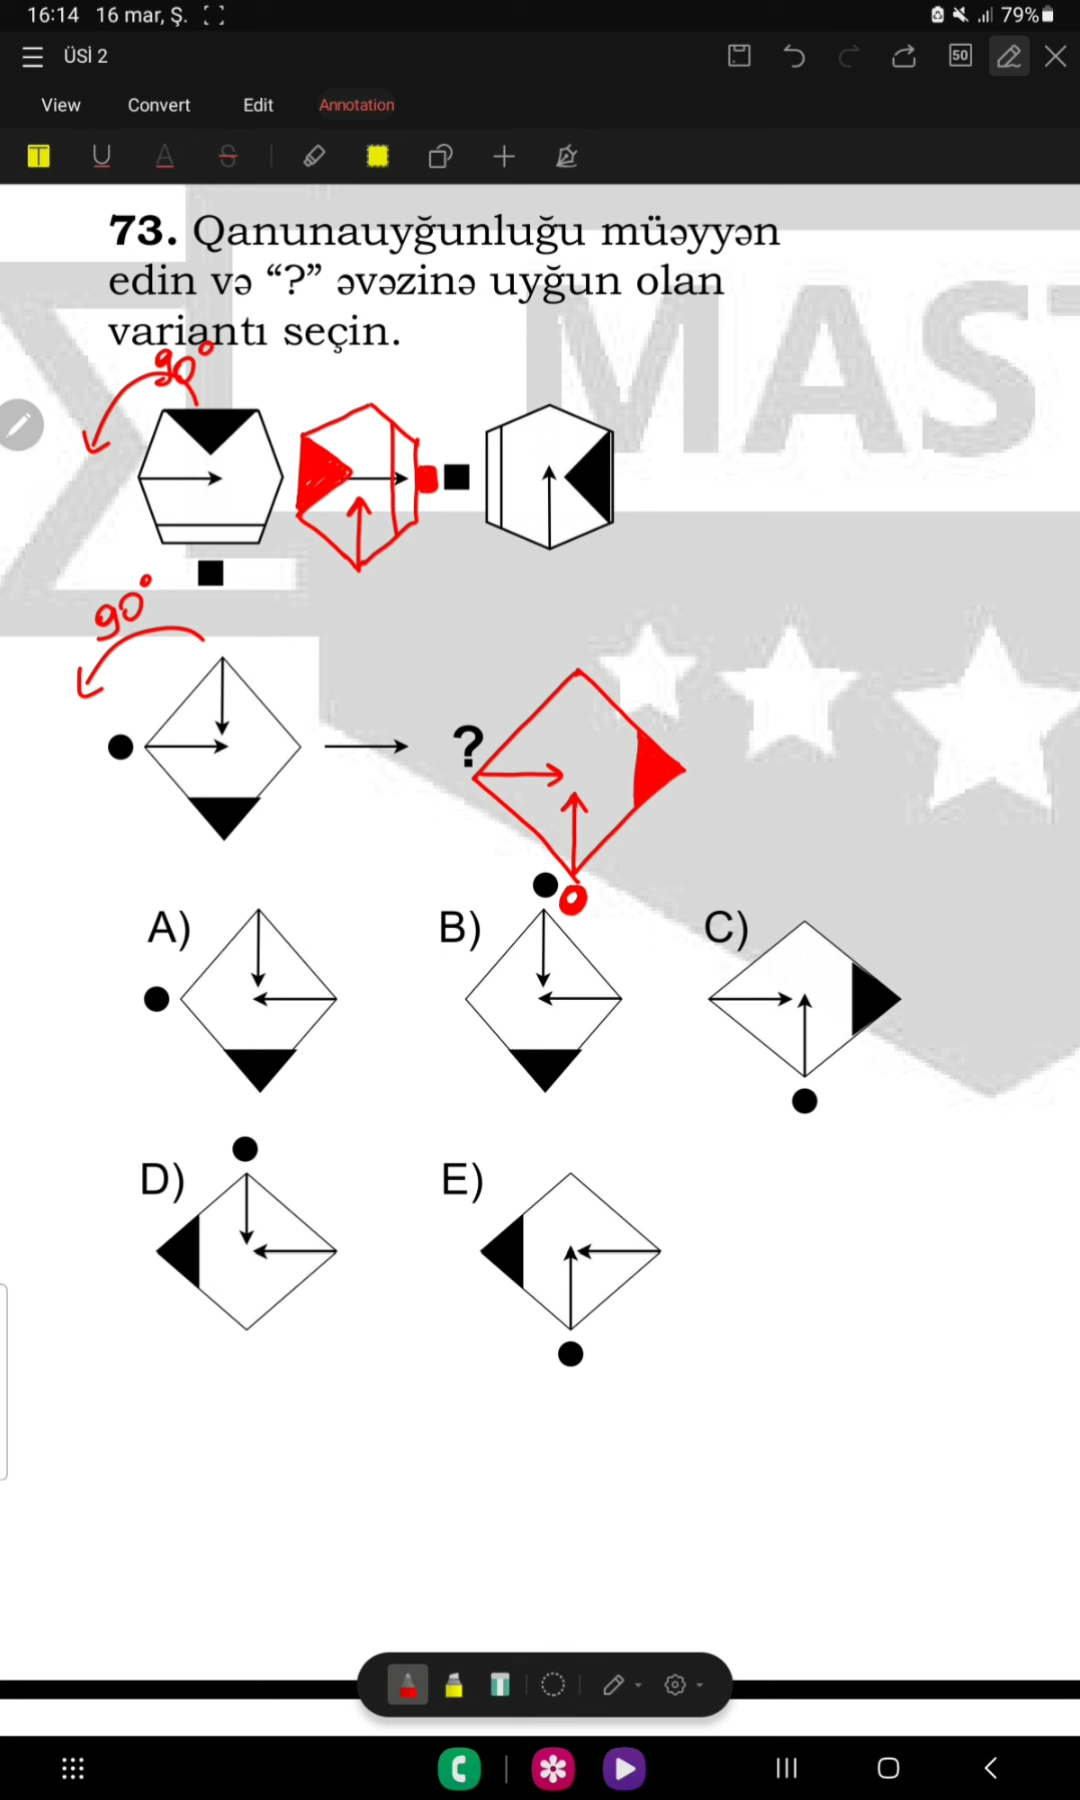 16:14 16 mar, Ş. 79%
ÜSİ 2 50
View Convert Edit Annotation
T U A S
73. Qanunauyğunluğu müəyyən
edin və “?” əvəzinə uyğun olan
variantı seçin.
MAST
90°
90°
?
A) B) C)
D) E)